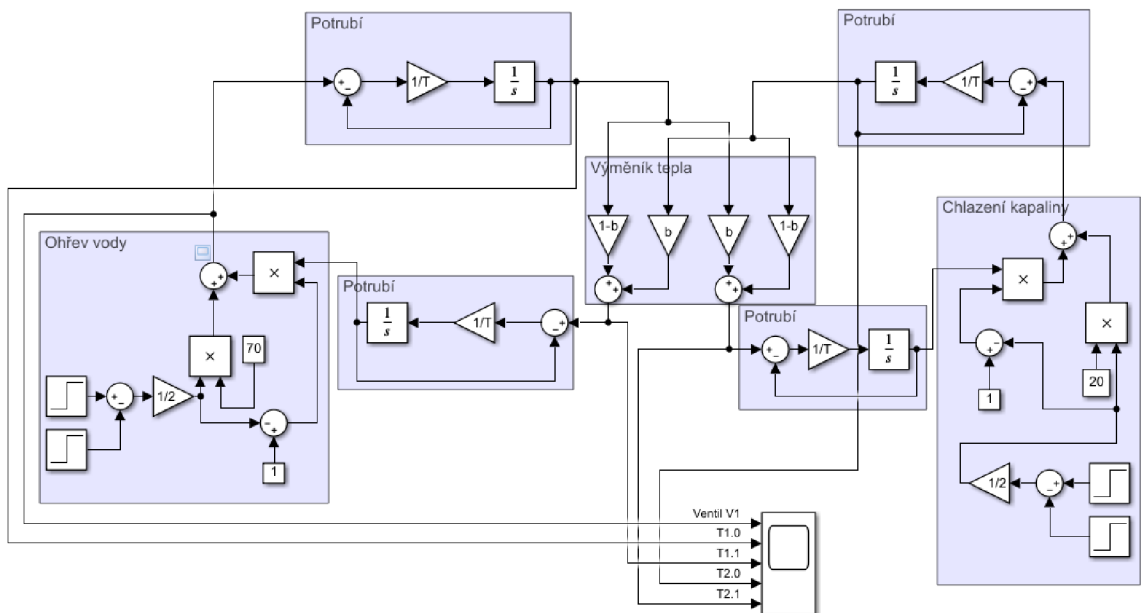 Potrubí
1/T
1
s
Potrubí
1
s
1/T
Výměník tepla
1-b
b
b
1-b
Chlazení kapaliny
×
×
1
20
1/2
Ohřev vody
×
×
70
1/2
1
Potrubí
1
s
1/T
Potrubí
1/T
1
s
Ventil V1
T1.0
T1.1
T2.0
T2.1